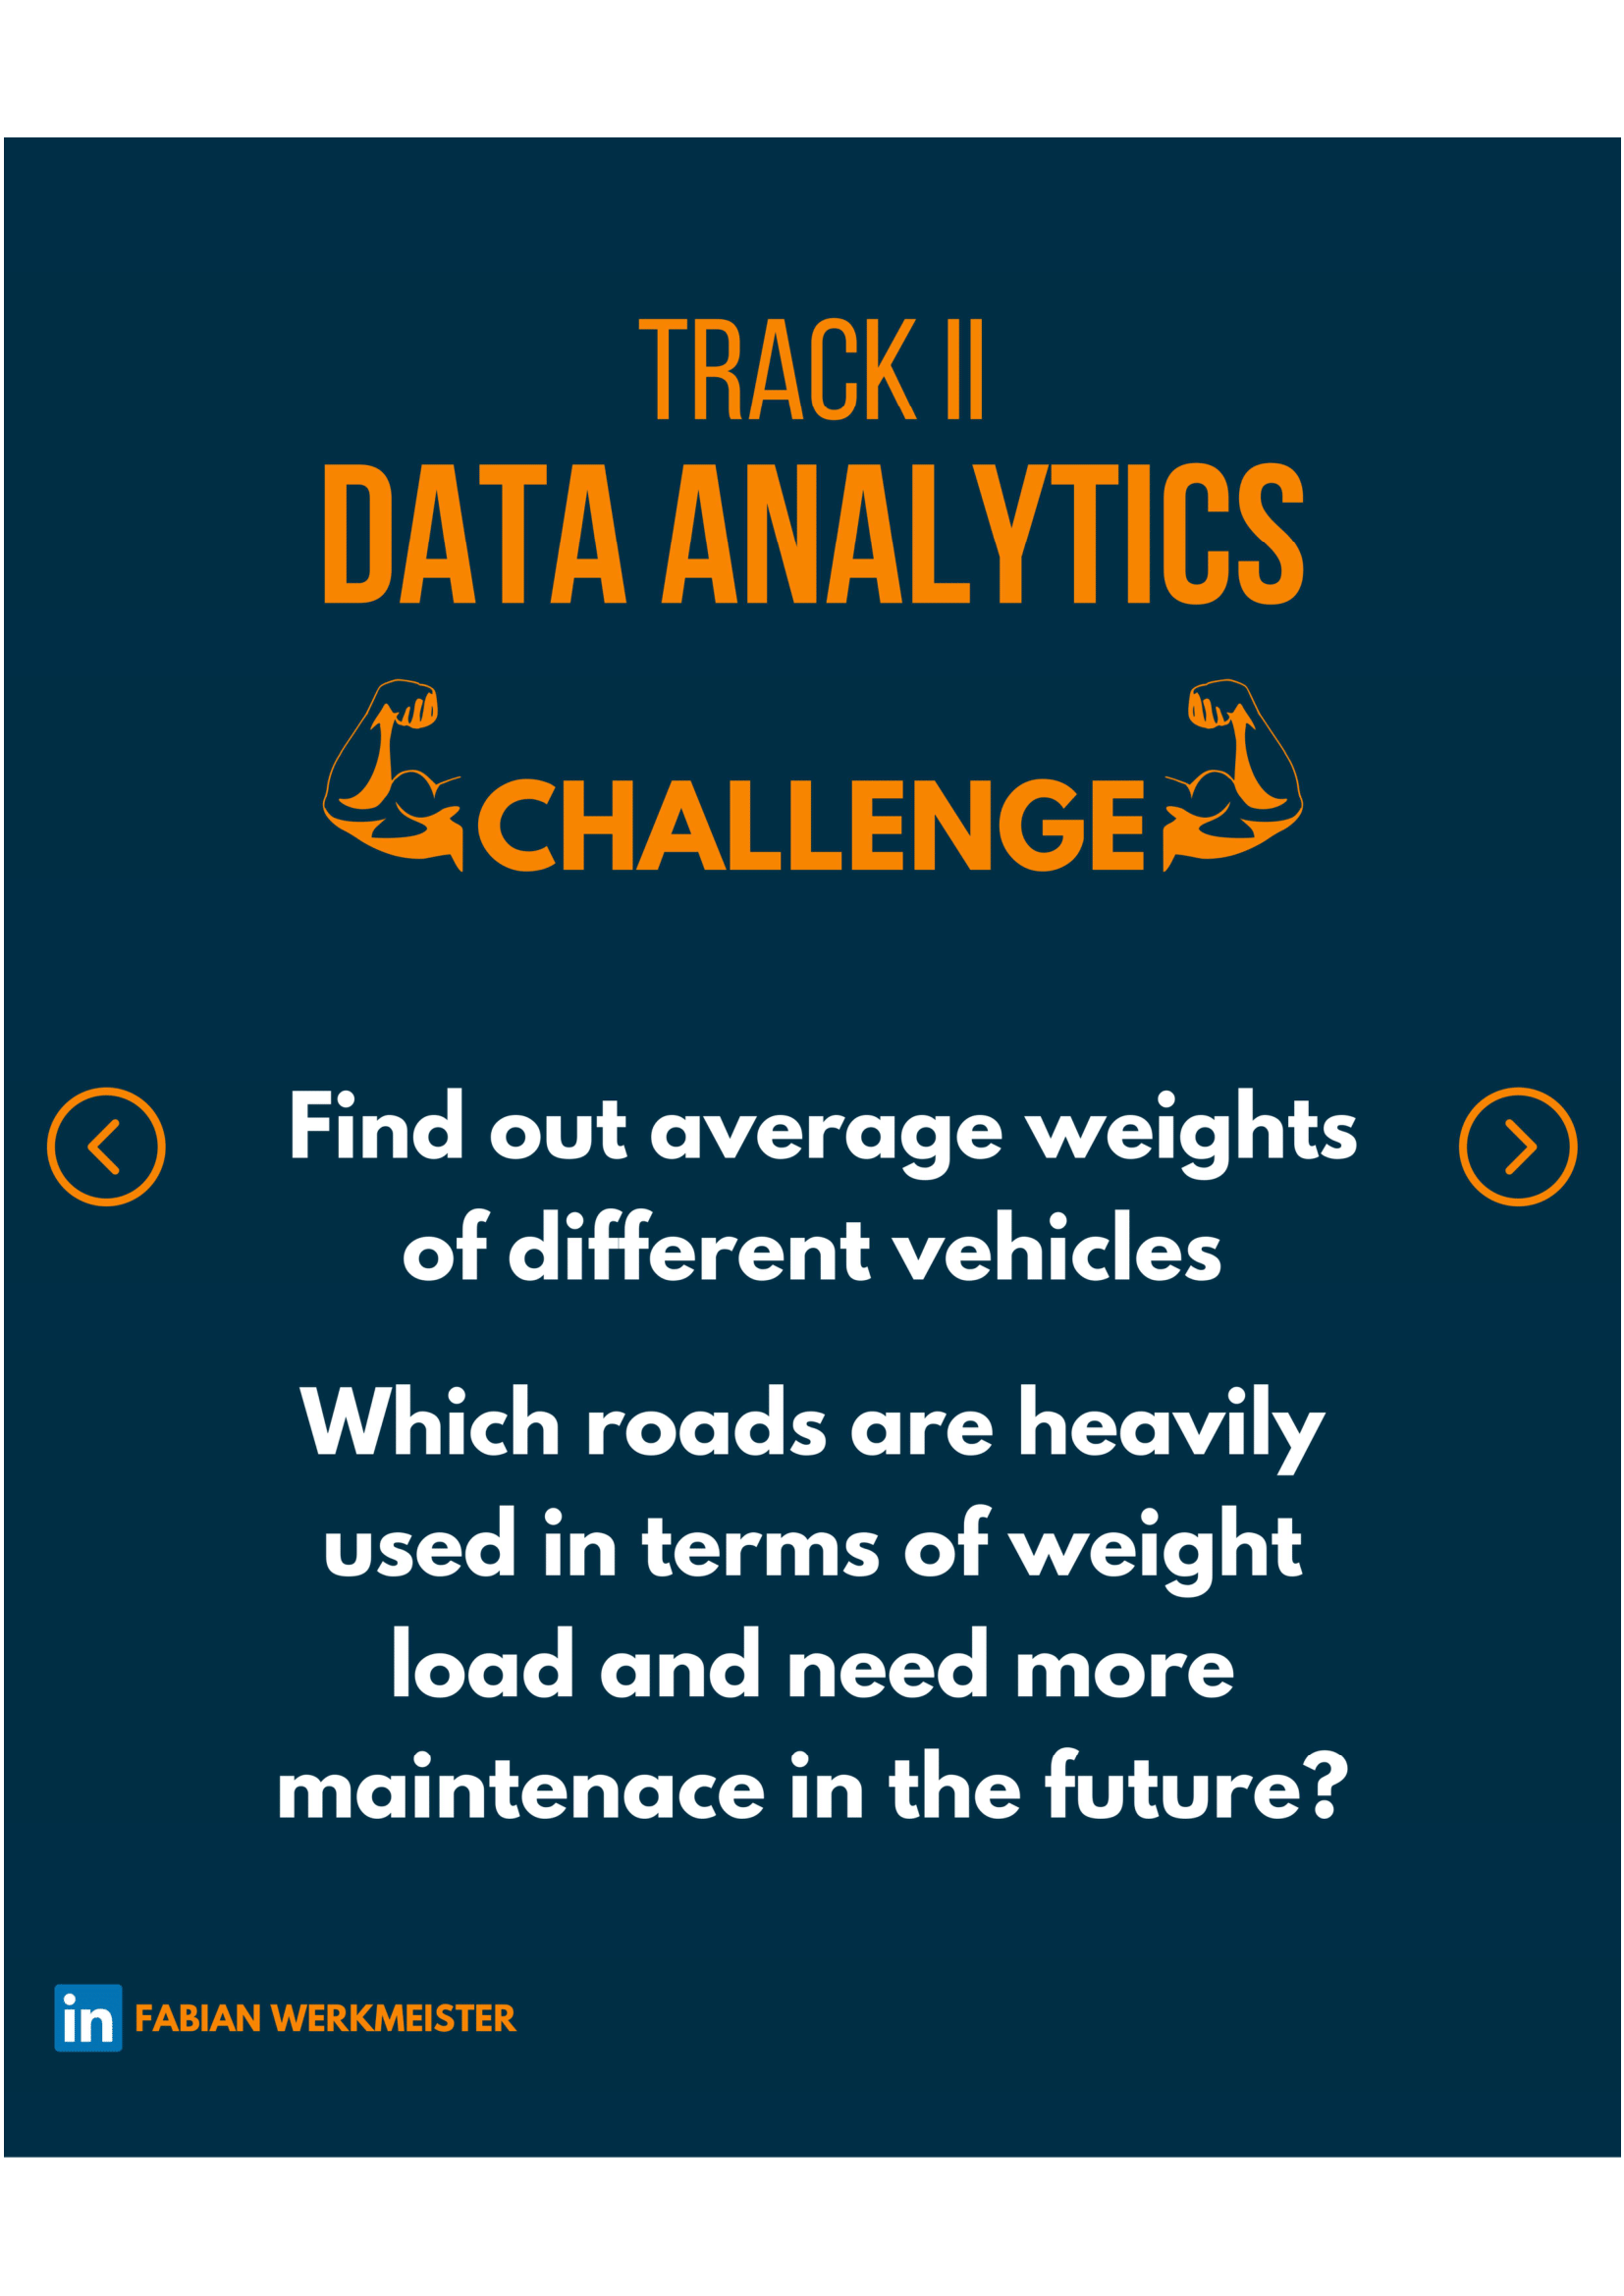 TRACK II
DATA ANALYTICS
CHALLENGE
Find out average weights
of different vehicles
Which roads are heavily
used in terms of weight
load and need more
maintenace in the future?
in FABIAN WERKMEISTER